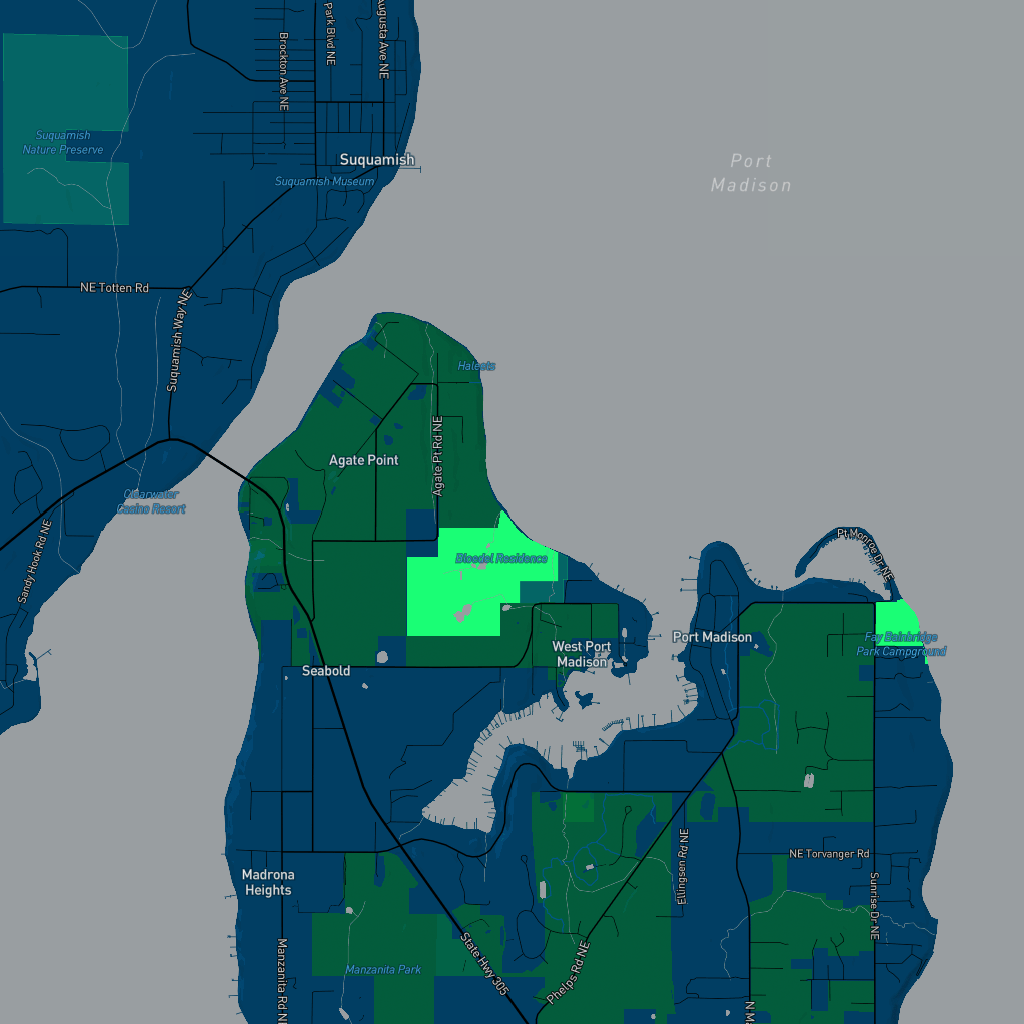 Park Blvd NE
Augusta Ave NE
Brockton Ave NE
Suquamish
Nature Preserve
Suquamish
Suquamish Museum
Port
Madison
NE Totten Rd
Suquamish Way NE
Haleets
Agate Pt Rd NE
Agate Point
Clearwater
Casino Resort
Sandy Hook Rd NE
Bloedel Residence
Pt Monroe Dr NE
Port Madison
Fay Bainbridge
Park Campground
West Port
Madison
Seabold
NE Torvanger Rd
Ellingsen Rd NE
Sunrise Dr NE
Madrona
Heights
Manzanita Rd NE
State Hwy 305
Phelps Rd NE
Manzanita Park